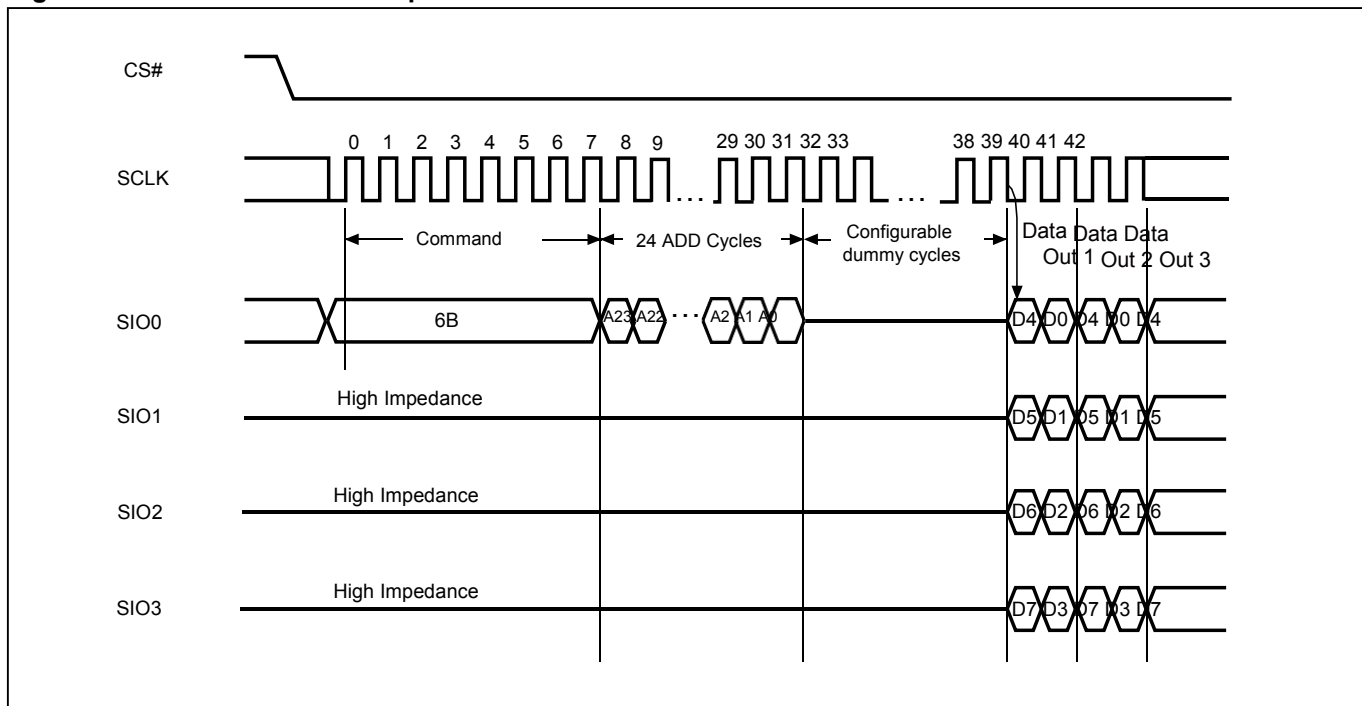 CS#
0 1 2 3 4 5 6 7 8 9 29 30 31 32 33 38 39 40 41 42
SCLK
Command 24 ADD Cycles Configurable dummy cycles Data Out 1 Data Out 2 Data Out 3
SIO0 6B A23 A22 A2 A1 A0 D4 D0 D4 D0 D4
High Impedance
SIO1 D5 D1 D5 D1 D5
High Impedance
SIO2 D6 D2 D6 D2 D6
High Impedance
SIO3 D7 D3 D7 D3 D7